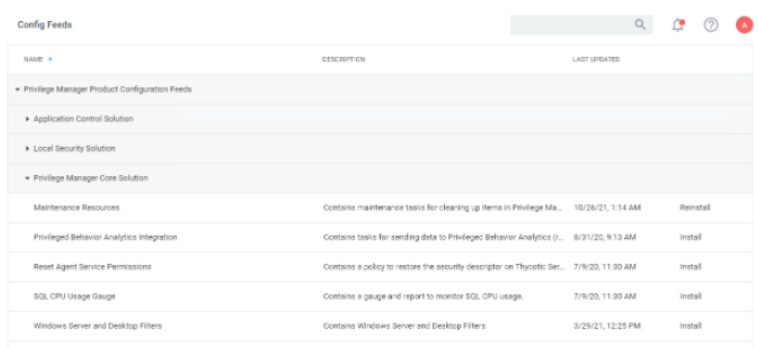 Config Feeds
A
NAME
DESCRIPTION
LAST UPDATED
Privilege Manager Product Configuration Feeds
Application Control Solution
Local Security Solution
Privilege Manager Core Solution
Maintenance Resources Contains maintenance tasks for cleaning up items in Privilege Ma... 10/26/21, 1:14 AM Reinstall
Privileged Behavior Analytics Integration Contains tasks for sending data to Privileged Behavior Analytics (r... 8/31/20, 9:13 AM Install
Reset Agent Service Permissions Contains a policy to restore the security descriptor on Thycotic Ser... 7/9/20, 11:30 AM Install
SQL CPU Usage Gauge Contains a gauge and report to monitor SQL CPU usage. 7/9/20, 11:30 AM Install
Windows Server and Desktop Filters Contains Windows Server and Desktop Filters 3/29/21, 12:25 PM Install